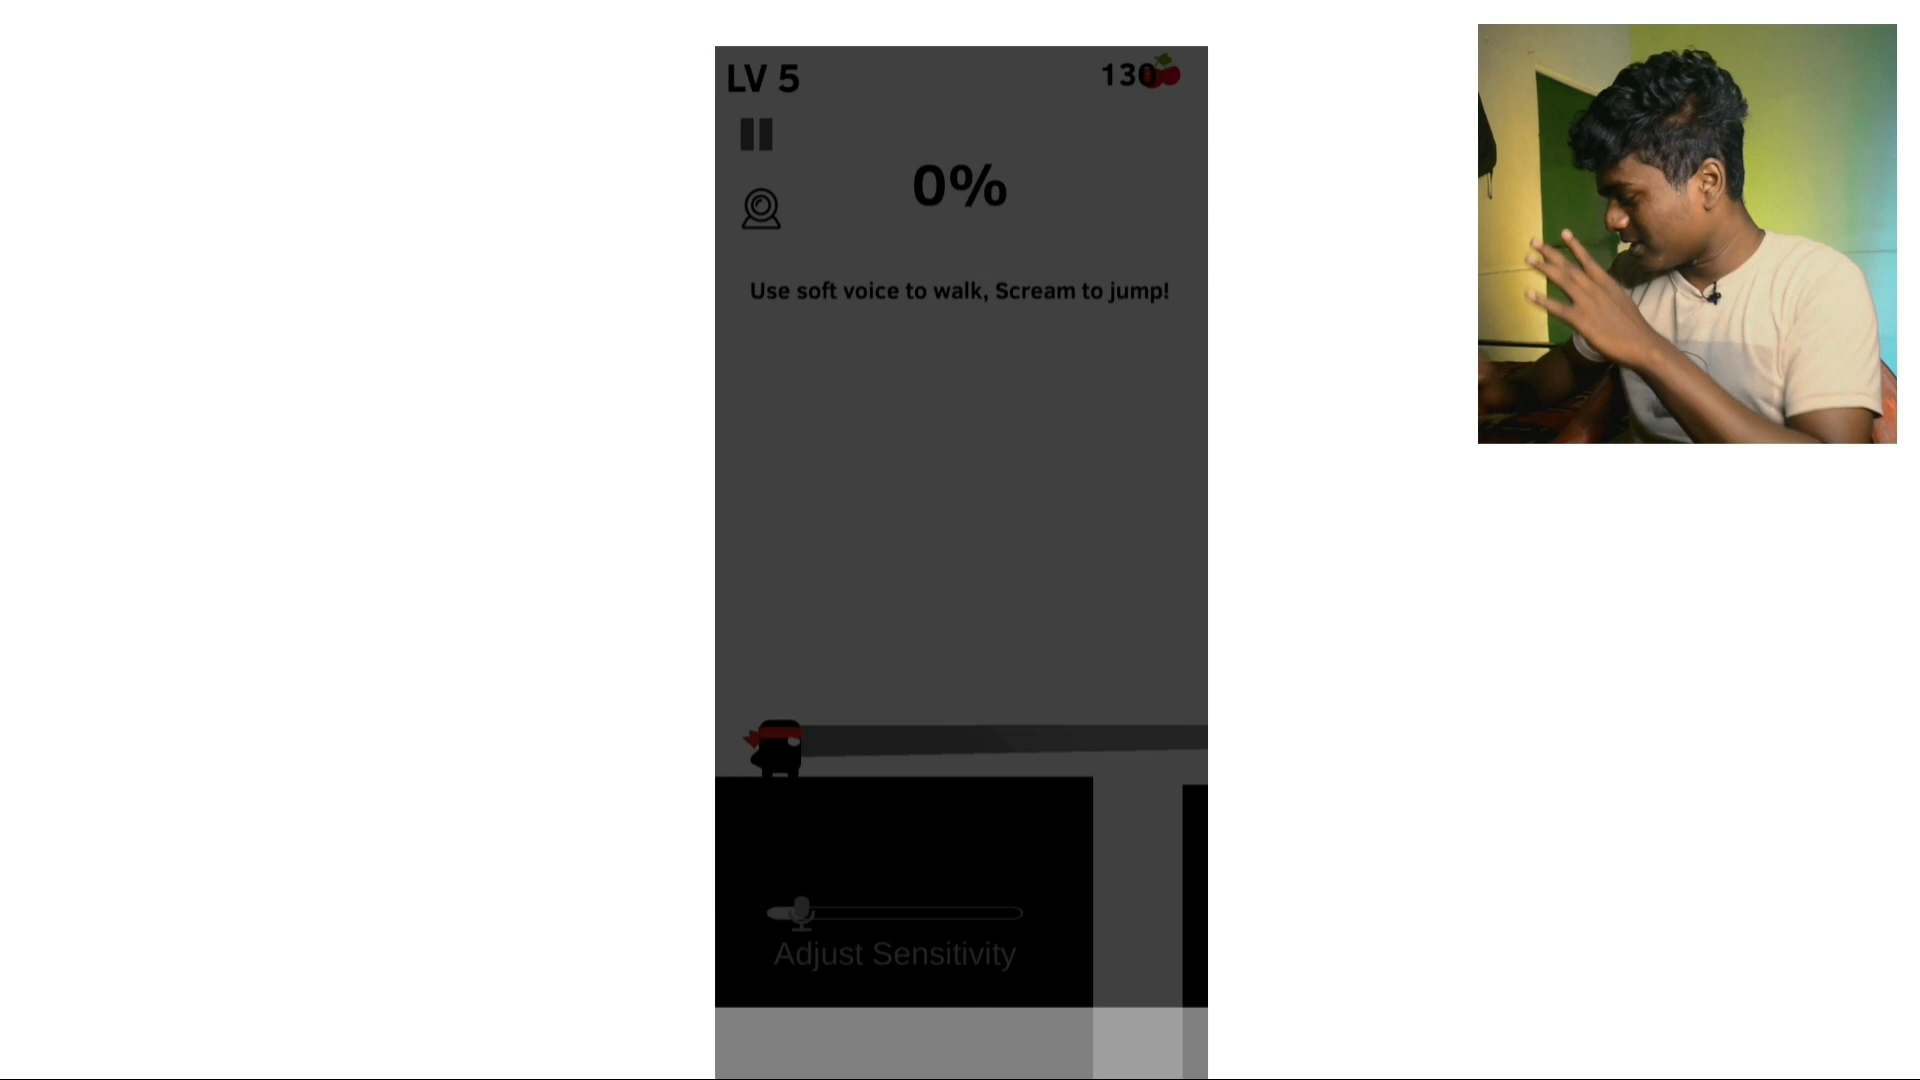 LV 5
130
0%
Use soft voice to walk, Scream to jump!
Adjust Sensitivity